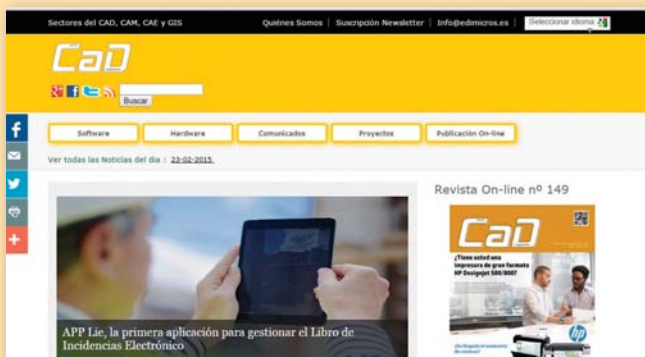 Sectores del CAD, CAM, CAE y GIS
Quiénes Somos | Suscripción Newsletter | Info@edimicros.es | Seleccionar idioma
CaD
Buscar
Software
Hardware
Comunicados
Proyectos
Publicación On-line
Ver todas las Noticias del dia : 23-02-2015
Revista On-line nº 149
CaD
¿Tiene usted una
impresora de gran formato
HP Designjet 500/800?
APP Lie, la primera aplicación para gestionar el Libro de
Incidencias Electrónico
hp